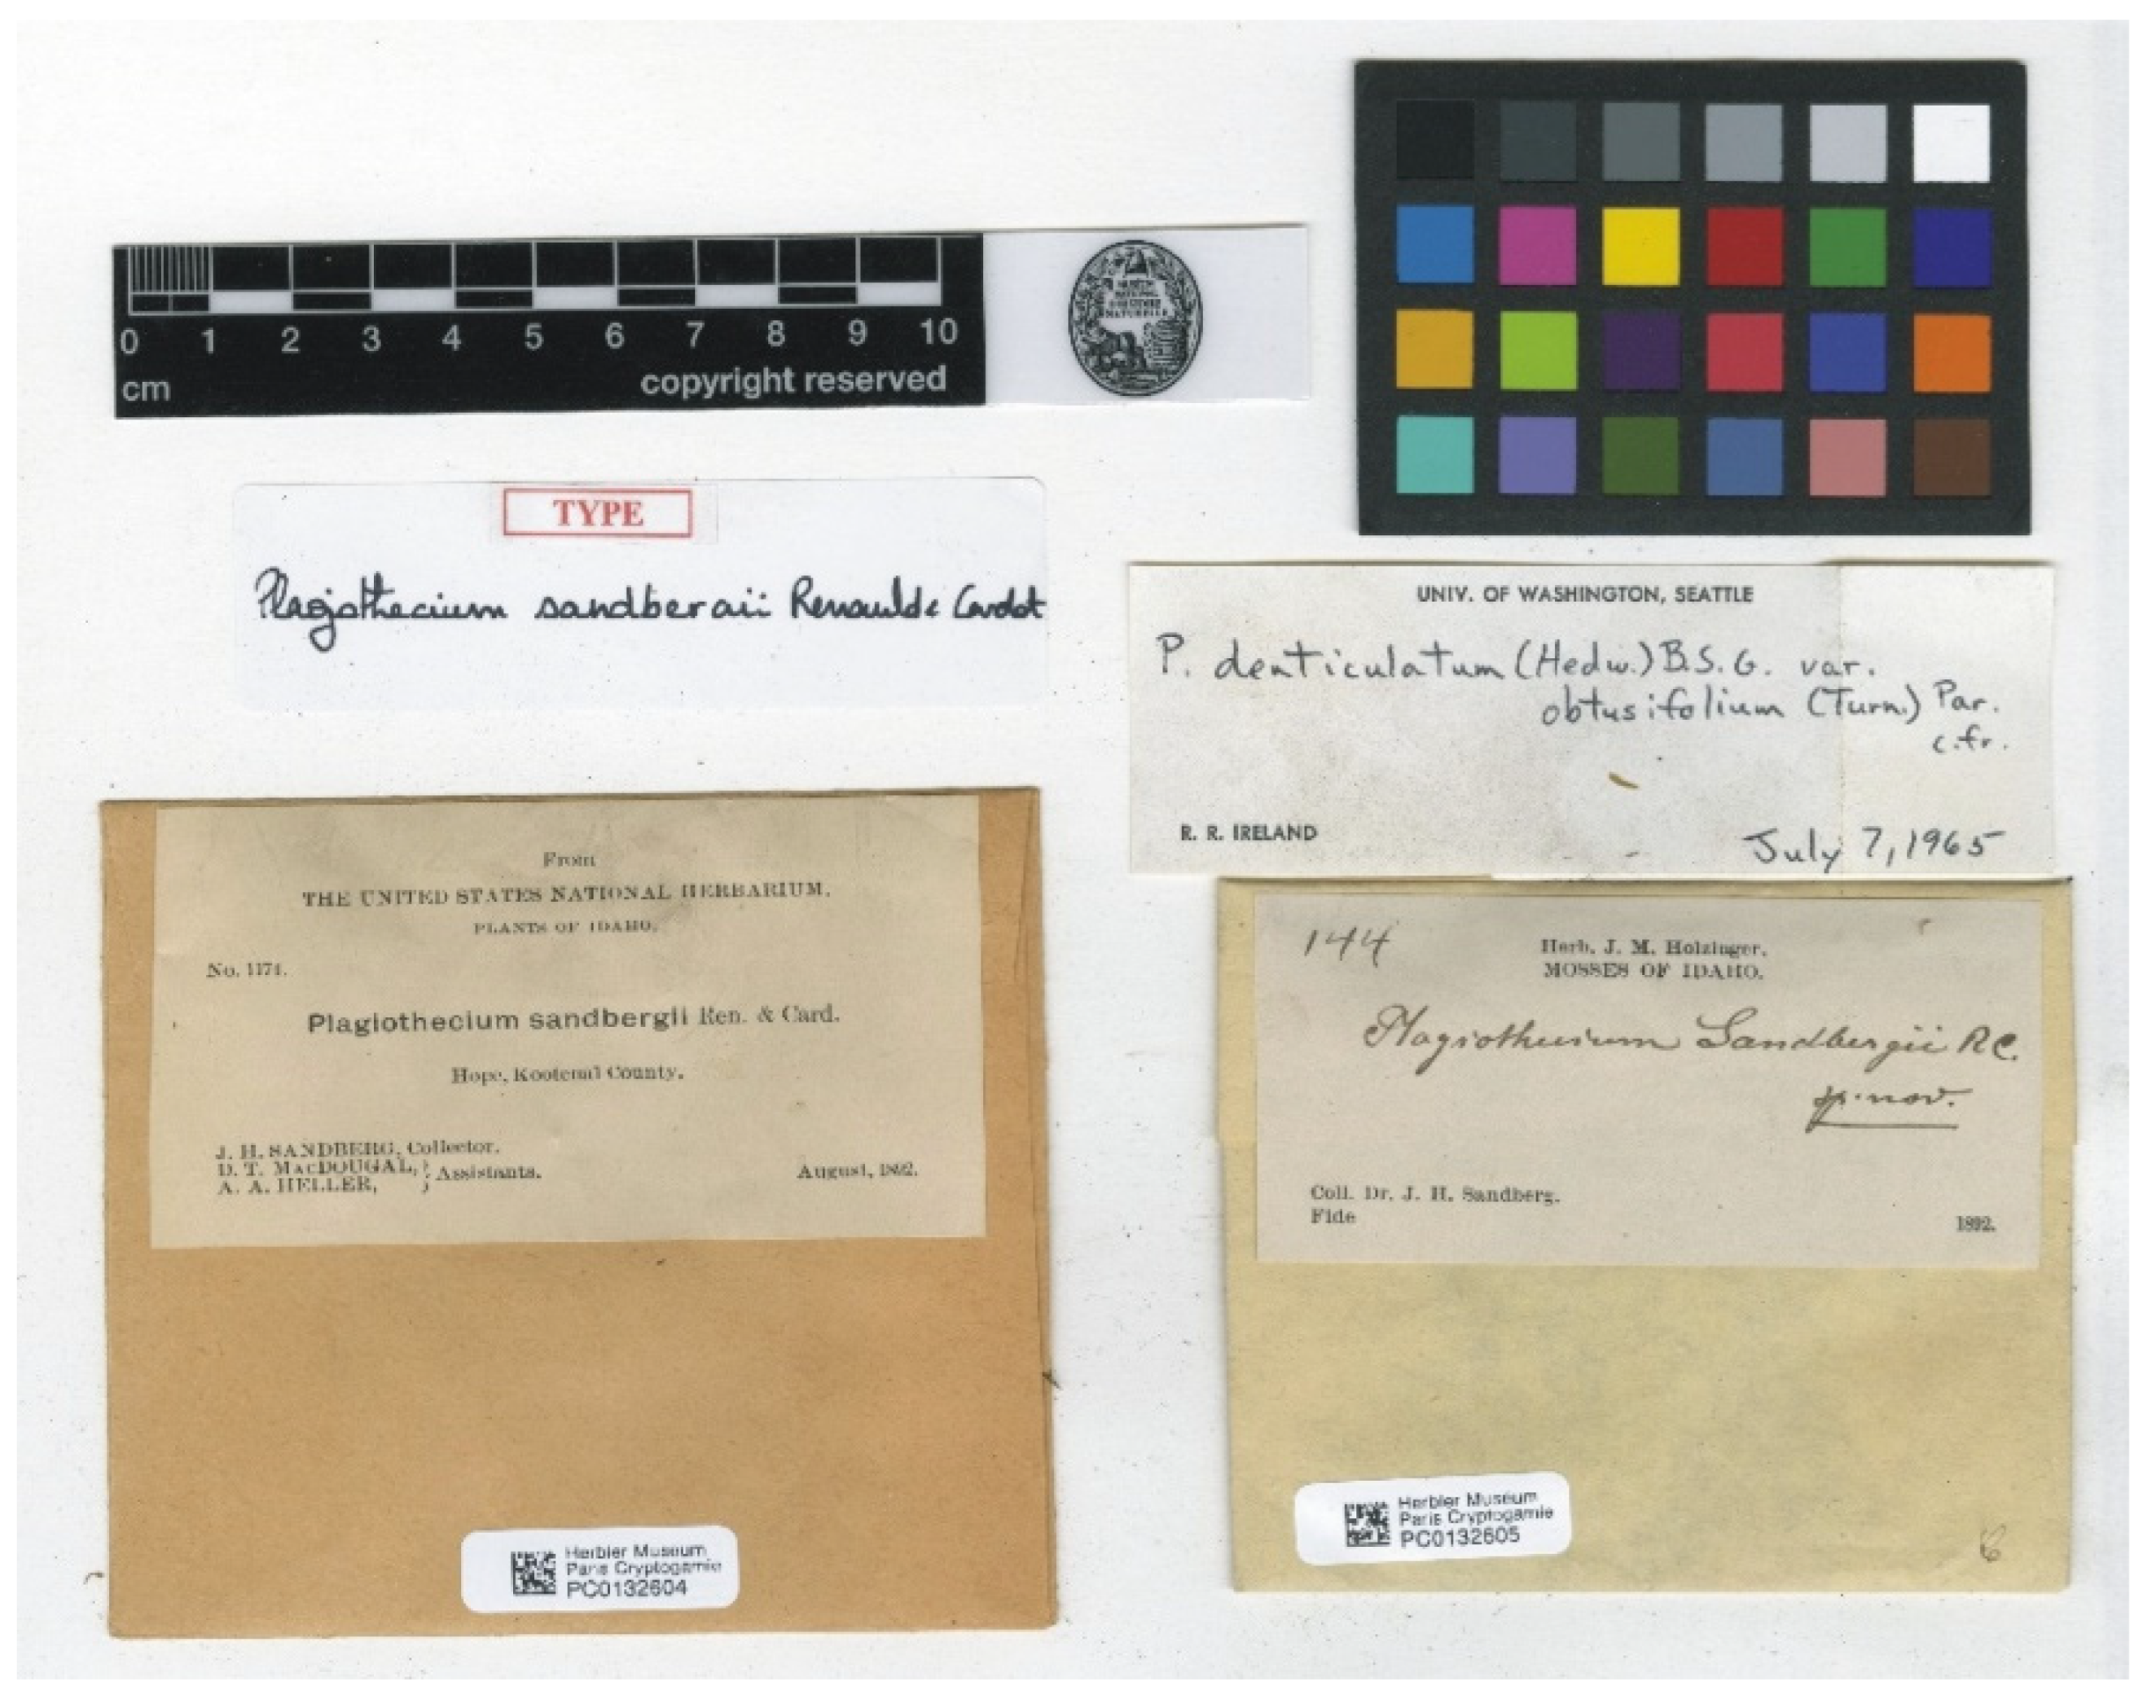 0 1 2 3 4 5 6 7 8 9 10
cm
copyright reserved
TYPE
Plagiothecium sandbergii Renauld & Cardot
UNIV. OF WASHINGTON, SEATTLE
P. denticulatum (Hedw.) B.S.G. var.
obtusifolium (Turn.) Par.
c.fr.
R. R. IRELAND
July 7, 1965
From
THE UNITED STATES NATIONAL HERBARIUM.
PLANTS OF IDAHO.
No. 1174.
Plagiothecium sandbergii Ren. & Card.
Hope, Kootenai County.
J. H. SANDBERG, Collector.
D. T. MacDOUGAL,
A. A. HELLER,
} Assistants.
August, 1892.
Herbier Museum
Paris Cryptogamie
PC0132604
144
Herb. J. M. Holzinger.
MOSSES OF IDAHO.
Plagiothecium Sandbergii R.C.
sp. nov.
Coll. Dr. J. H. Sandberg.
Fide
1892.
Herbier Museum
Paris Cryptogamie
PC0132605